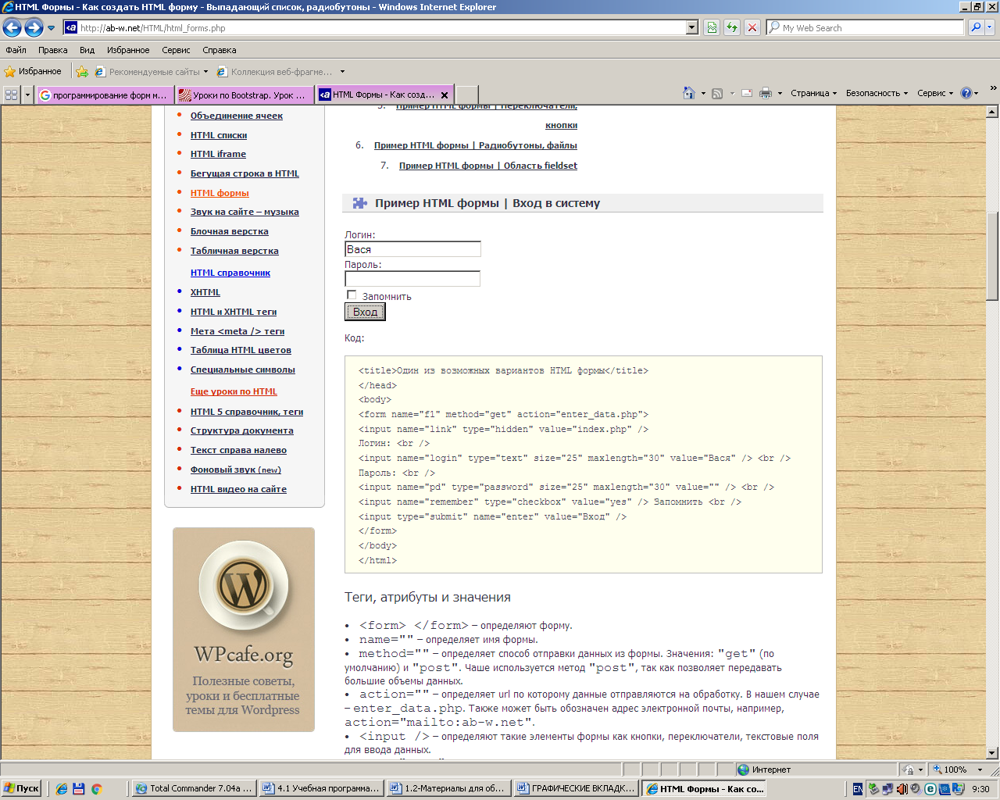 HTML Формы - Как создать HTML форму - Выпадающий список, радиобутоны - Windows Internet Explorer
http://ab-w.net/HTML/html_forms.php
My Web Search
Файл Правка Вид Избранное Сервис Справка
Избранное Рекомендуемые сайты Коллекция веб-фрагме...
программирование форм м... Уроки по Bootstrap. Урок ... HTML Формы - Как созд... Страница Безопасность Сервис
5. Пример HTML формы | Переключатели,
кнопки
6. Пример HTML формы | Радиобутоны, файлы
7. Пример HTML формы | Область fieldset
Объединение ячеек
HTML списки
HTML iframe
Бегущая строка в HTML
HTML формы
Звук на сайте – музыка
Блочная верстка
Табличная верстка
HTML справочник
XHTML
HTML и XHTML теги
Мета <meta /> теги
Таблица HTML цветов
Специальные символы
Еще уроки по HTML
HTML 5 справочник, теги
Структура документа
Текст справа налево
Фоновый звук (new)
HTML видео на сайте
WPcafe.org
Полезные советы,
уроки и бесплатные
темы для Wordpress
Пример HTML формы | Вход в систему
Логин:
Вася
Пароль:
Запомнить
Вход
Код:
<title>Один из возможных вариантов HTML формы</title>
</head>
<body>
<form name="f1" method="get" action="enter_data.php">
<input name="link" type="hidden" value="index.php" />
Логин: <br />
<input name="login" type="text" size="25" maxlength="30" value="Вася" /> <br />
Пароль: <br />
<input name="pd" type="password" size="25" maxlength="30" value="" /> <br />
<input name="remember" type="checkbox" value="yes" /> Запомнить <br />
<input type="submit" name="enter" value="Вход" />
</form>
</body>
</html>
Теги, атрибуты и значения
• <form> </form> – определяют форму.
• name="" – определяет имя формы.
• method="" – определяет способ отправки данных из формы. Значения: "get" (по
умолчанию) и "post". Чаше используется метод "post", так как позволяет передавать
большие объемы данных.
• action="" – определяет url по которому данные отправляются на обработку. В нашем случае
– enter_data.php. Также может быть обозначен адрес электронной почты, например,
action="mailto:ab-w.net".
• <input /> – определяют такие элементы формы как кнопки, переключатели, текстовые поля
для ввода данных.
Интернет 100%
Пуск Total Commander 7.04a ... 4.1 Учебная программа... 1.2-Материалы для об... ГРАФИЧЕСКИЕ ВКЛАДК... HTML Формы - Как со... EN 9:30